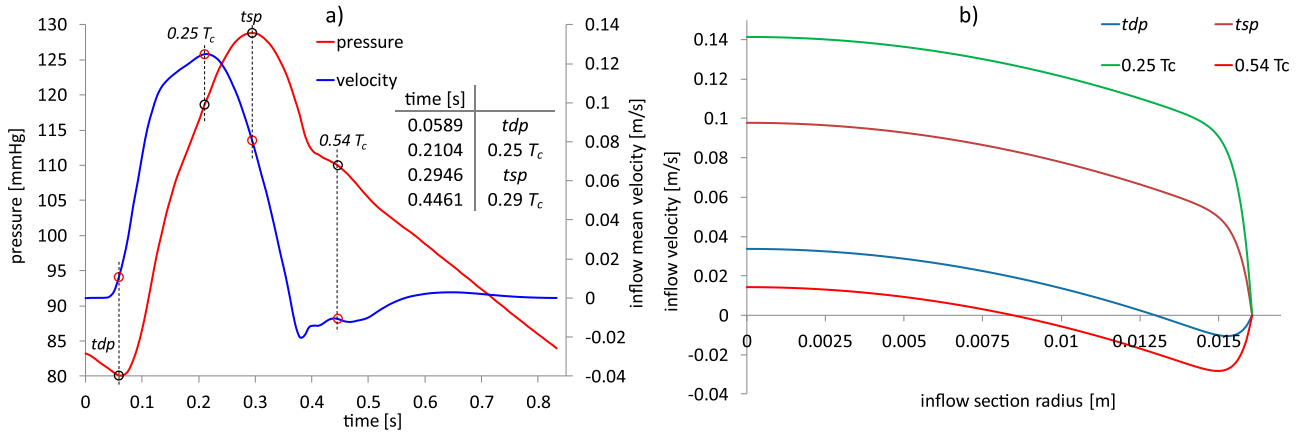 a)
130
125
120
115
110
105
100
95
90
85
80
pressure [mmHg]
0
0.1
0.2
0.3
0.4
0.5
0.6
0.7
0.8
time [s]
0.14
0.12
0.1
0.08
0.06
0.04
0.02
0
-0.02
-0.04
inflow mean velocity [m/s]
pressure
velocity
tdp
0.25 Tc
tsp
0.54 Tc
time [s]
0.0589 tdp
0.2104 0.25 Tc
0.2946 tsp
0.4461 0.29 Tc
b)
tdp
tsp
0.25 Tc
0.54 Tc
0.14
0.12
0.1
0.08
0.06
0.04
0.02
0
-0.02
-0.04
inflow velocity [m/s]
0
0.0025
0.005
0.0075
0.01
0.0125
0.015
inflow section radius [m]